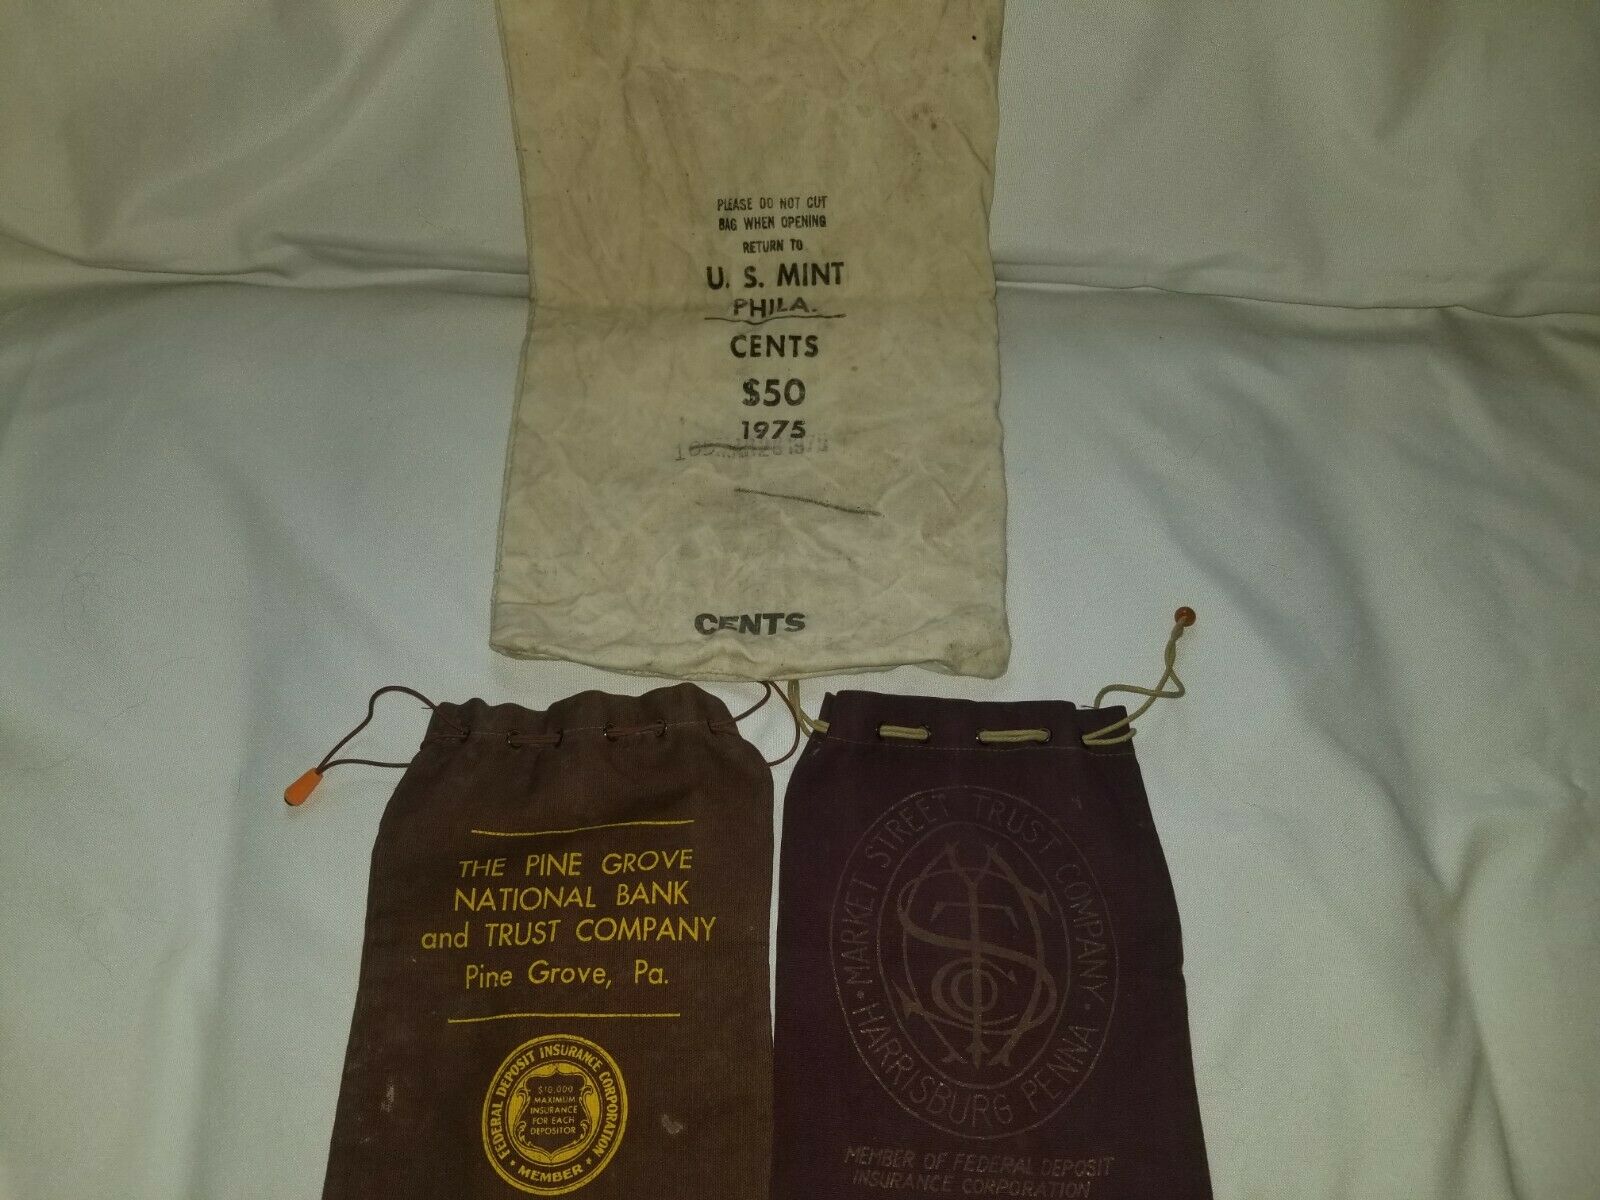 PLEASE DO NOT CUT
BAG WHEN OPENING
RETURN TO
U. S. MINT
PHILA.
CENTS
$50
1975
CENTS
THE PINE GROVE
NATIONAL BANK
and TRUST COMPANY
Pine Grove, Pa.
FEDERAL DEPOSIT INSURANCE CORPORATION
$10,000
MAXIMUM
INSURANCE
FOR EACH
DEPOSITOR
• MEMBER •
MARKET STREET TRUST COMPANY
• HARRISBURG PENNA •
MSTCo
MEMBER OF FEDERAL DEPOSIT
INSURANCE CORPORATION